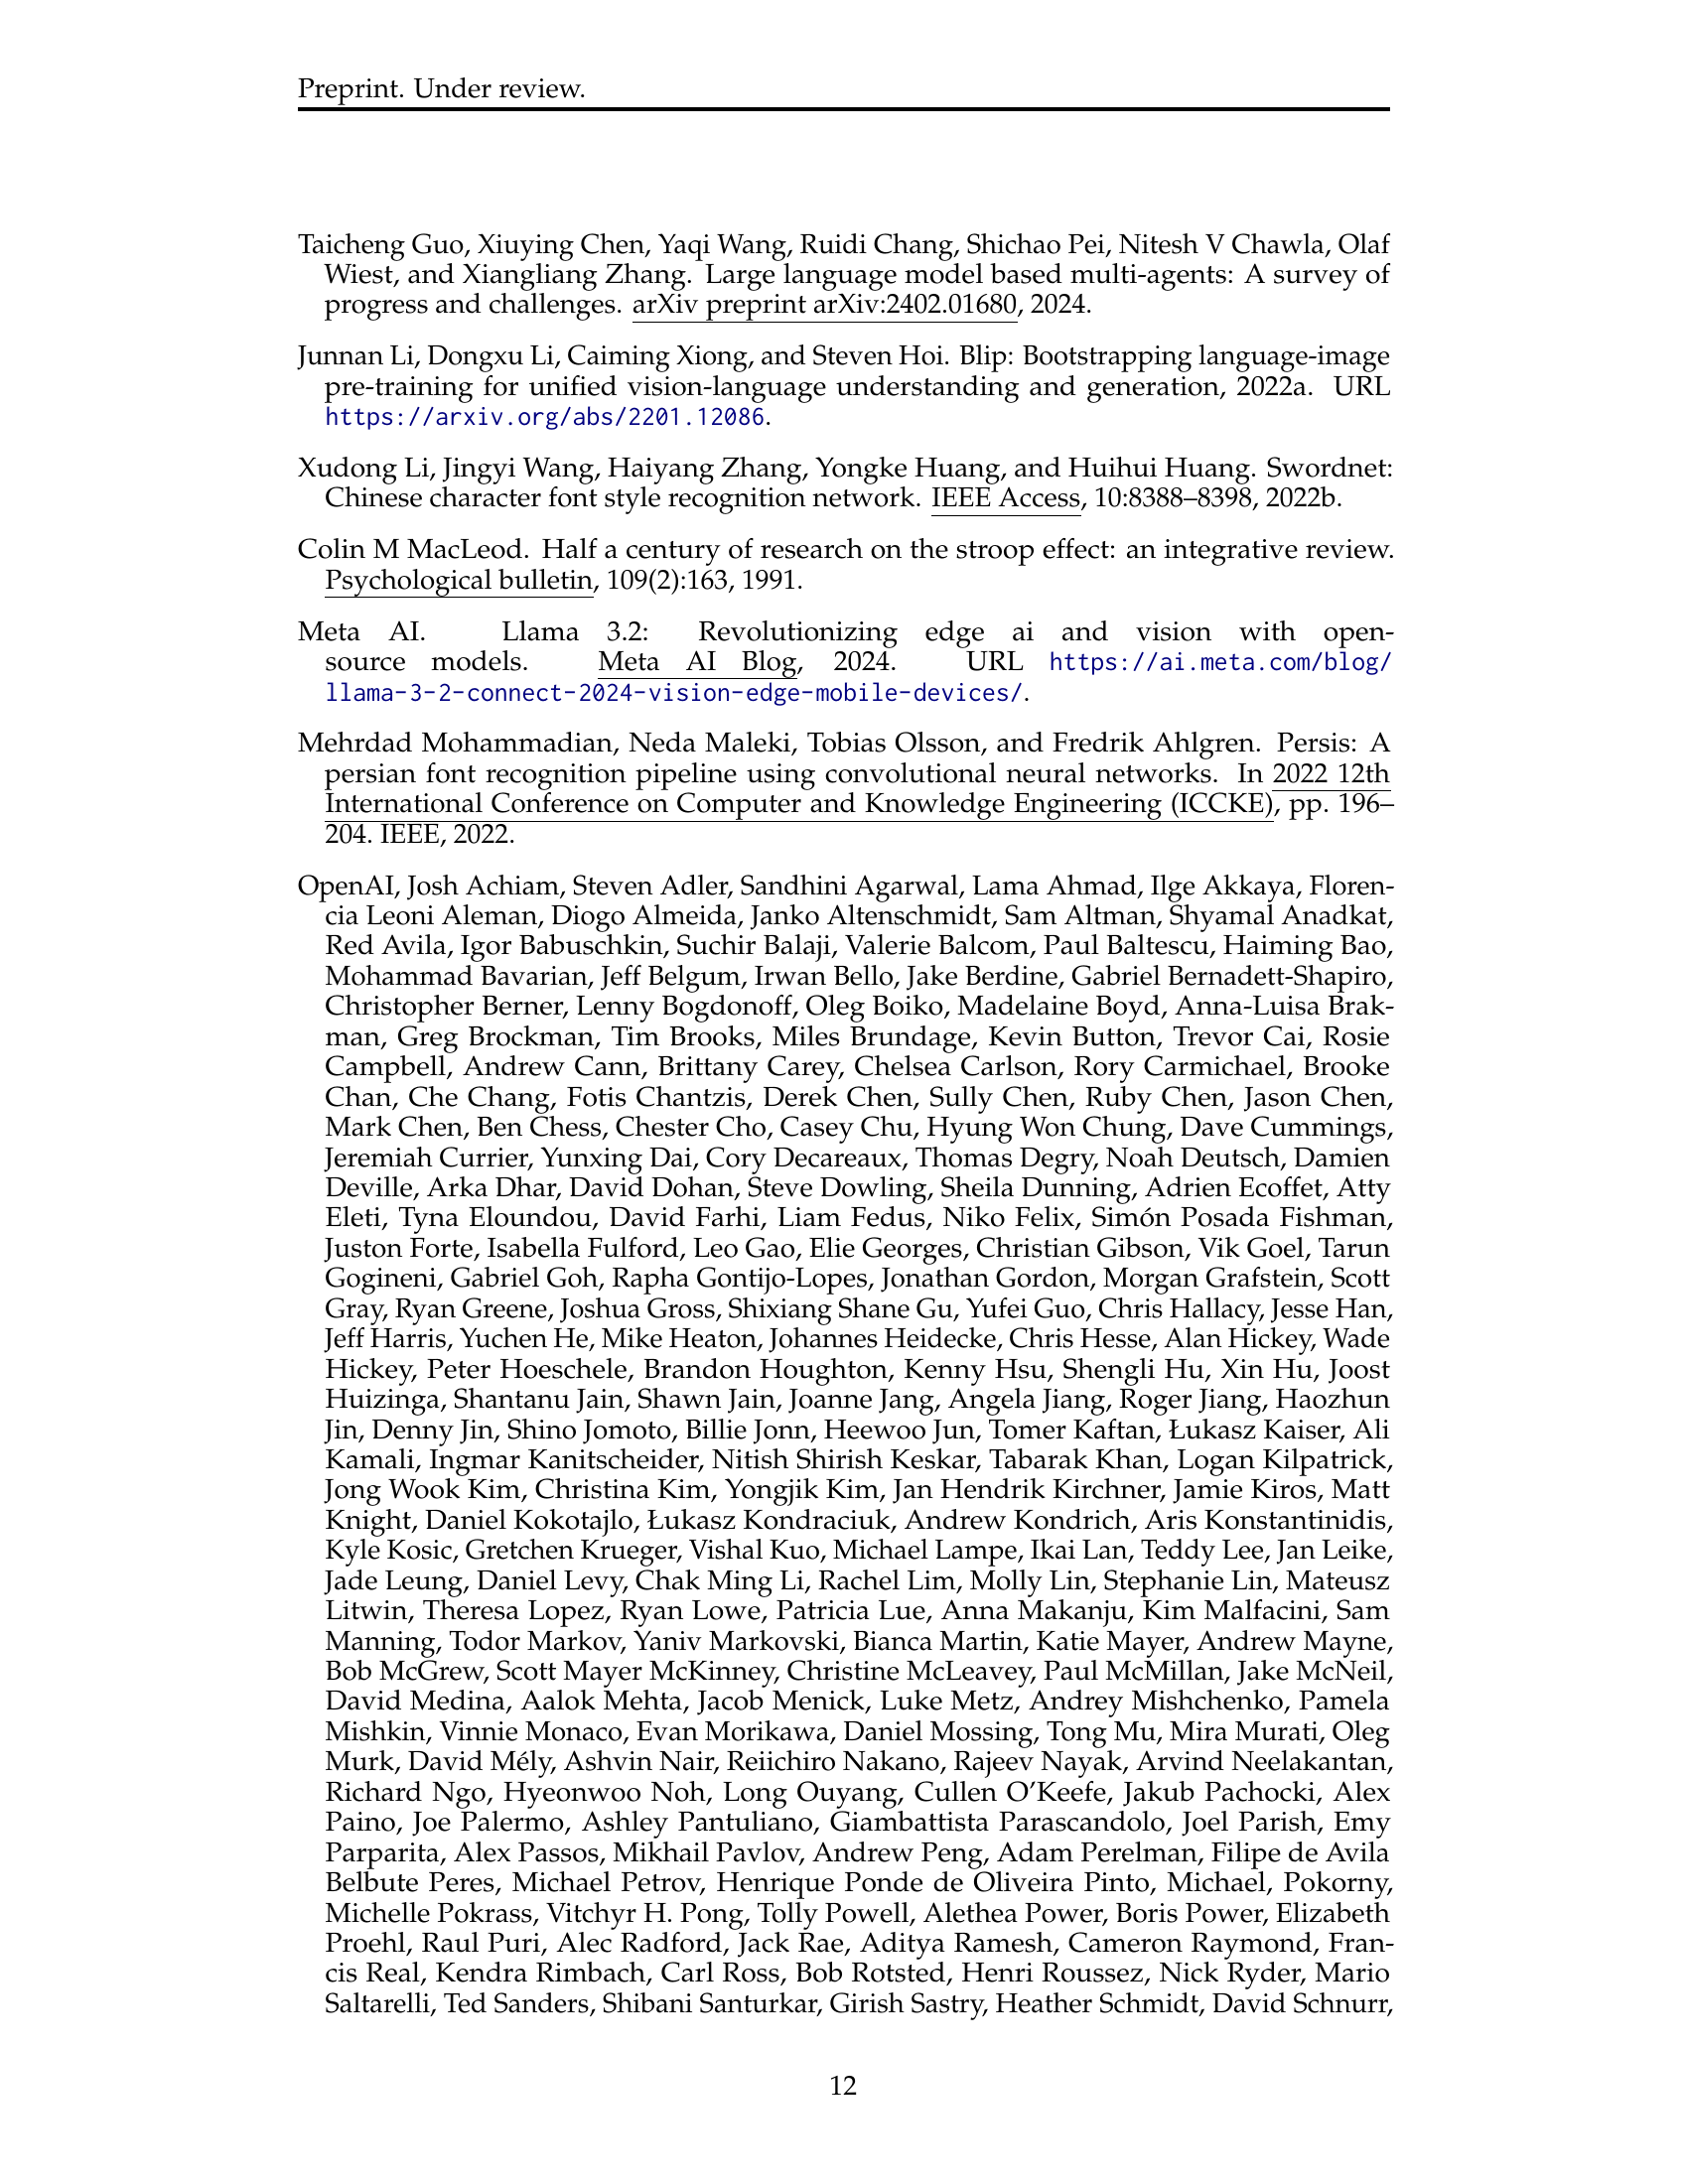 Preprint. Under review.
Taicheng Guo, Xiuying Chen, Yaqi Wang, Ruidi Chang, Shichao Pei, Nitesh V Chawla, Olaf
Wiest, and Xiangliang Zhang. Large language model based multi-agents: A survey of
progress and challenges. arXiv preprint arXiv:2402.01680, 2024.
Junnan Li, Dongxu Li, Caiming Xiong, and Steven Hoi. Blip: Bootstrapping language-image
pre-training for unified vision-language understanding and generation, 2022a. URL
https://arxiv.org/abs/2201.12086.
Xudong Li, Jingyi Wang, Haiyang Zhang, Yongke Huang, and Huihui Huang. Swordnet:
Chinese character font style recognition network. IEEE Access, 10:8388–8398, 2022b.
Colin M MacLeod. Half a century of research on the stroop effect: an integrative review.
Psychological bulletin, 109(2):163, 1991.
Meta AI. Llama 3.2: Revolutionizing edge ai and vision with open-
source models. Meta AI Blog, 2024. URL https://ai.meta.com/blog/
llama-3-2-connect-2024-vision-edge-mobile-devices/.
Mehrdad Mohammadian, Neda Maleki, Tobias Olsson, and Fredrik Ahlgren. Persis: A
persian font recognition pipeline using convolutional neural networks. In 2022 12th
International Conference on Computer and Knowledge Engineering (ICCKE), pp. 196–
204. IEEE, 2022.
OpenAI, Josh Achiam, Steven Adler, Sandhini Agarwal, Lama Ahmad, Ilge Akkaya, Floren-
cia Leoni Aleman, Diogo Almeida, Janko Altenschmidt, Sam Altman, Shyamal Anadkat,
Red Avila, Igor Babuschkin, Suchir Balaji, Valerie Balcom, Paul Baltescu, Haiming Bao,
Mohammad Bavarian, Jeff Belgum, Irwan Bello, Jake Berdine, Gabriel Bernadett-Shapiro,
Christopher Berner, Lenny Bogdonoff, Oleg Boiko, Madelaine Boyd, Anna-Luisa Brak-
man, Greg Brockman, Tim Brooks, Miles Brundage, Kevin Button, Trevor Cai, Rosie
Campbell, Andrew Cann, Brittany Carey, Chelsea Carlson, Rory Carmichael, Brooke
Chan, Che Chang, Fotis Chantzis, Derek Chen, Sully Chen, Ruby Chen, Jason Chen,
Mark Chen, Ben Chess, Chester Cho, Casey Chu, Hyung Won Chung, Dave Cummings,
Jeremiah Currier, Yunxing Dai, Cory Decareaux, Thomas Degry, Noah Deutsch, Damien
Deville, Arka Dhar, David Dohan, Steve Dowling, Sheila Dunning, Adrien Ecoffet, Atty
Eleti, Tyna Eloundou, David Farhi, Liam Fedus, Niko Felix, Simón Posada Fishman,
Juston Forte, Isabella Fulford, Leo Gao, Elie Georges, Christian Gibson, Vik Goel, Tarun
Gogineni, Gabriel Goh, Rapha Gontijo-Lopes, Jonathan Gordon, Morgan Grafstein, Scott
Gray, Ryan Greene, Joshua Gross, Shixiang Shane Gu, Yufei Guo, Chris Hallacy, Jesse Han,
Jeff Harris, Yuchen He, Mike Heaton, Johannes Heidecke, Chris Hesse, Alan Hickey, Wade
Hickey, Peter Hoeschele, Brandon Houghton, Kenny Hsu, Shengli Hu, Xin Hu, Joost
Huizinga, Shantanu Jain, Shawn Jain, Joanne Jang, Angela Jiang, Roger Jiang, Haozhun
Jin, Denny Jin, Shino Jomoto, Billie Jonn, Heewoo Jun, Tomer Kaftan, Łukasz Kaiser, Ali
Kamali, Ingmar Kanitscheider, Nitish Shirish Keskar, Tabarak Khan, Logan Kilpatrick,
Jong Wook Kim, Christina Kim, Yongjik Kim, Jan Hendrik Kirchner, Jamie Kiros, Matt
Knight, Daniel Kokotajlo, Łukasz Kondraciuk, Andrew Kondrich, Aris Konstantinidis,
Kyle Kosic, Gretchen Krueger, Vishal Kuo, Michael Lampe, Ikai Lan, Teddy Lee, Jan Leike,
Jade Leung, Daniel Levy, Chak Ming Li, Rachel Lim, Molly Lin, Stephanie Lin, Mateusz
Litwin, Theresa Lopez, Ryan Lowe, Patricia Lue, Anna Makanju, Kim Malfacini, Sam
Manning, Todor Markov, Yaniv Markovski, Bianca Martin, Katie Mayer, Andrew Mayne,
Bob McGrew, Scott Mayer McKinney, Christine McLeavey, Paul McMillan, Jake McNeil,
David Medina, Aalok Mehta, Jacob Menick, Luke Metz, Andrey Mishchenko, Pamela
Mishkin, Vinnie Monaco, Evan Morikawa, Daniel Mossing, Tong Mu, Mira Murati, Oleg
Murk, David Mély, Ashvin Nair, Reiichiro Nakano, Rajeev Nayak, Arvind Neelakantan,
Richard Ngo, Hyeonwoo Noh, Long Ouyang, Cullen O'Keefe, Jakub Pachocki, Alex
Paino, Joe Palermo, Ashley Pantuliano, Giambattista Parascandolo, Joel Parish, Emy
Parparita, Alex Passos, Mikhail Pavlov, Andrew Peng, Adam Perelman, Filipe de Avila
Belbute Peres, Michael Petrov, Henrique Ponde de Oliveira Pinto, Michael, Pokorny,
Michelle Pokrass, Vitchyr H. Pong, Tolly Powell, Alethea Power, Boris Power, Elizabeth
Proehl, Raul Puri, Alec Radford, Jack Rae, Aditya Ramesh, Cameron Raymond, Fran-
cis Real, Kendra Rimbach, Carl Ross, Bob Rotsted, Henri Roussez, Nick Ryder, Mario
Saltarelli, Ted Sanders, Shibani Santurkar, Girish Sastry, Heather Schmidt, David Schnurr,
12